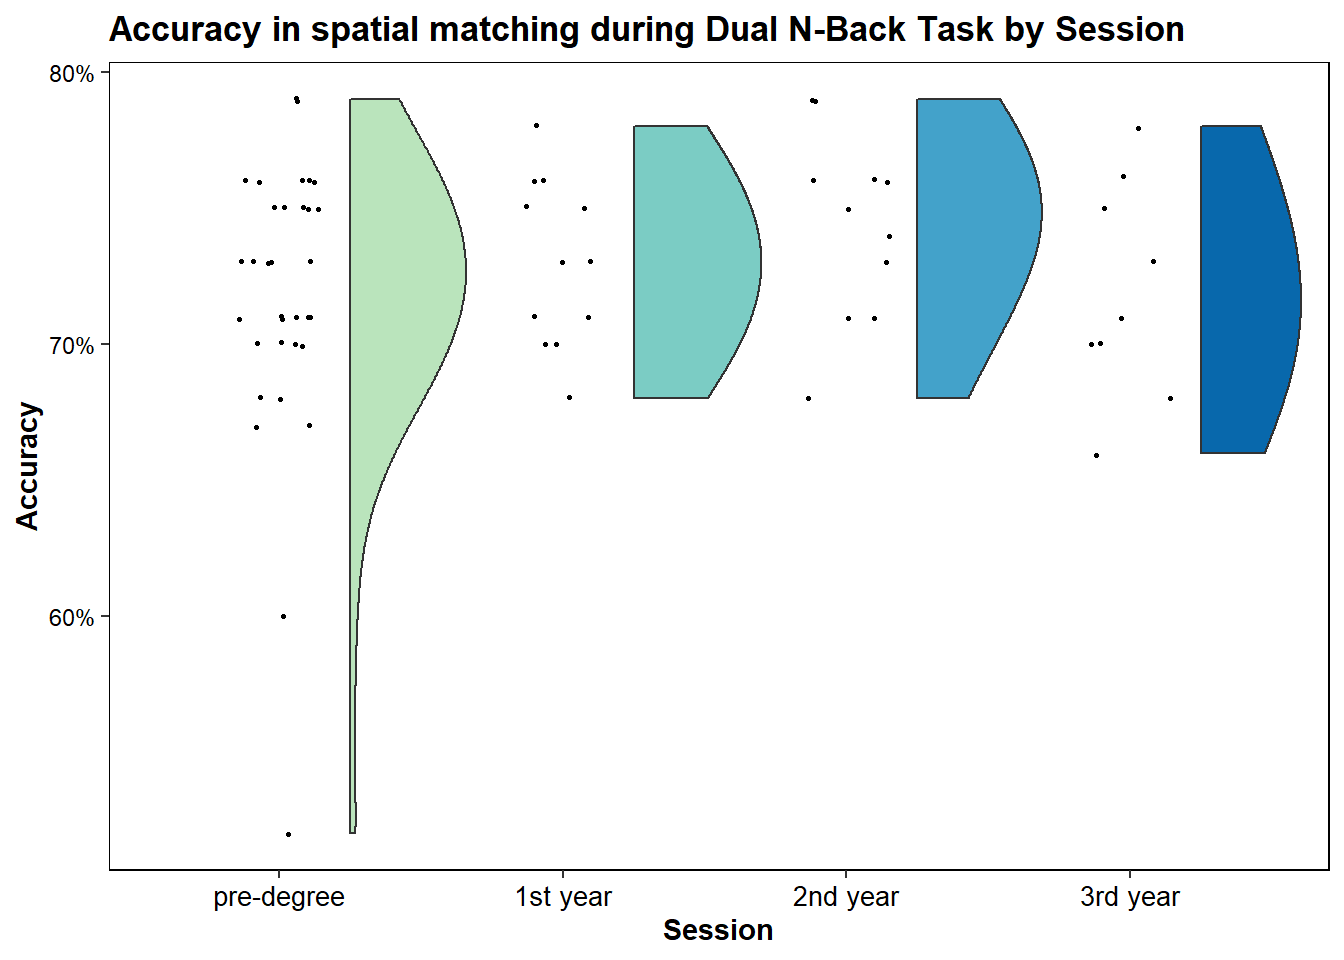 Accuracy in spatial matching during Dual N-Back Task by Session
80%
70%
60%
Accuracy
pre-degree 1st year 2nd year 3rd year
Session